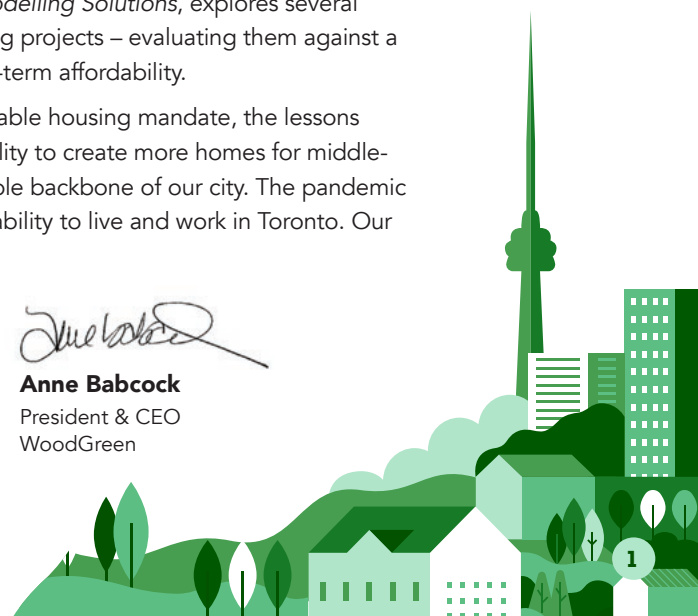 odelling Solutions, explores several
g projects – evaluating them against a
-term affordability.
able housing mandate, the lessons
lity to create more homes for middle-
ole backbone of our city. The pandemic
ability to live and work in Toronto. Our
Anne Babcock
President & CEO
WoodGreen
1